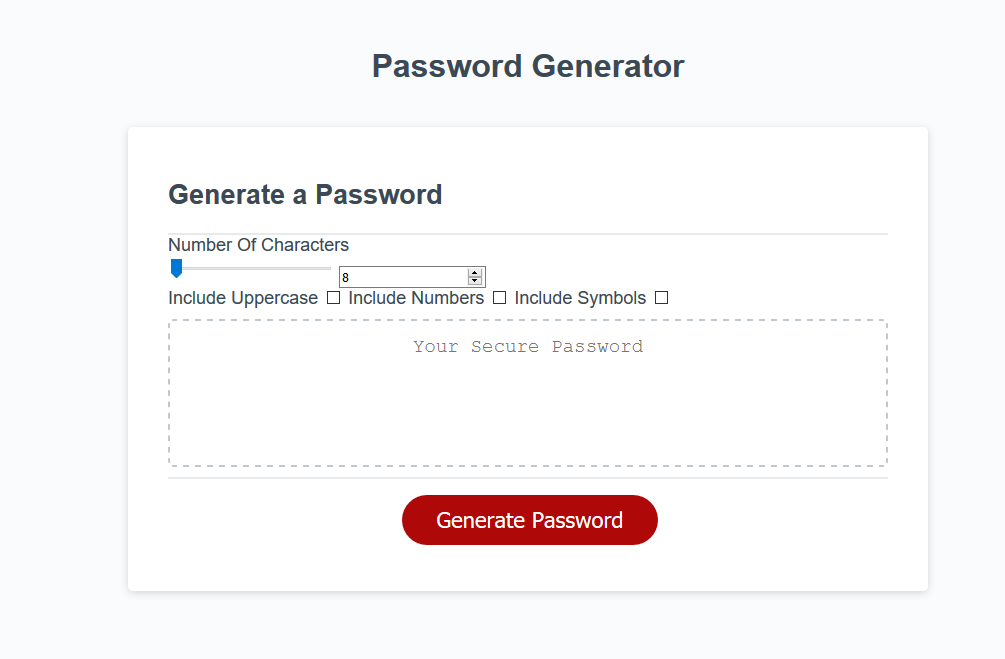 Password Generator
Generate a Password
Number Of Characters
8
Include Uppercase Include Numbers Include Symbols
Your Secure Password
Generate Password